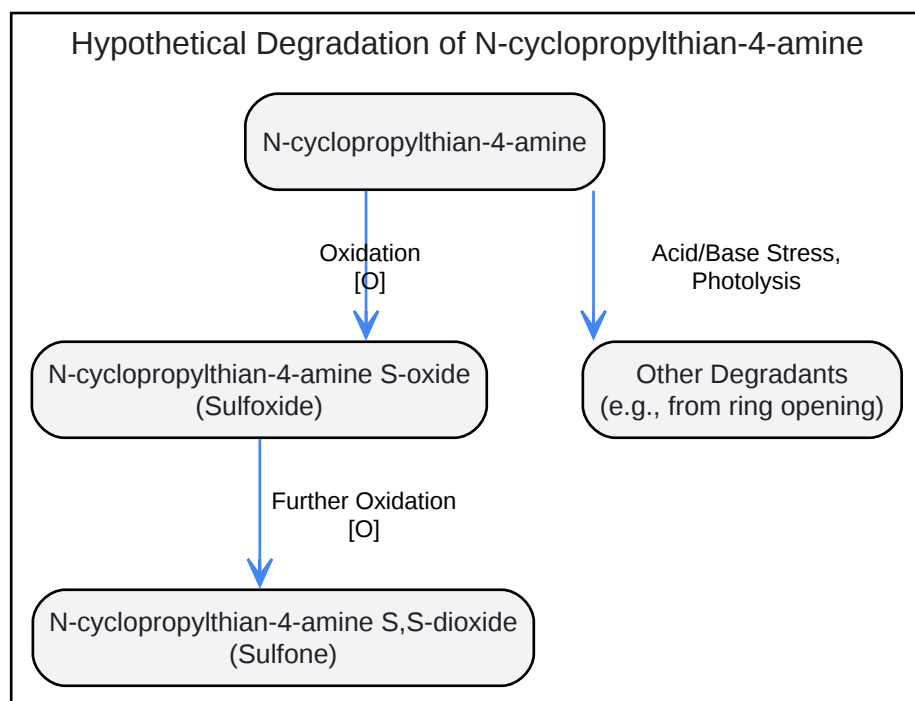 Hypothetical Degradation of N-cyclopropylthian-4-amine
N-cyclopropylthian-4-amine
Oxidation
[O]
Acid/Base Stress,
Photolysis
N-cyclopropylthian-4-amine S-oxide
(Sulfoxide)
Other Degradants
(e.g., from ring opening)
Further Oxidation
[O]
N-cyclopropylthian-4-amine S,S-dioxide
(Sulfone)